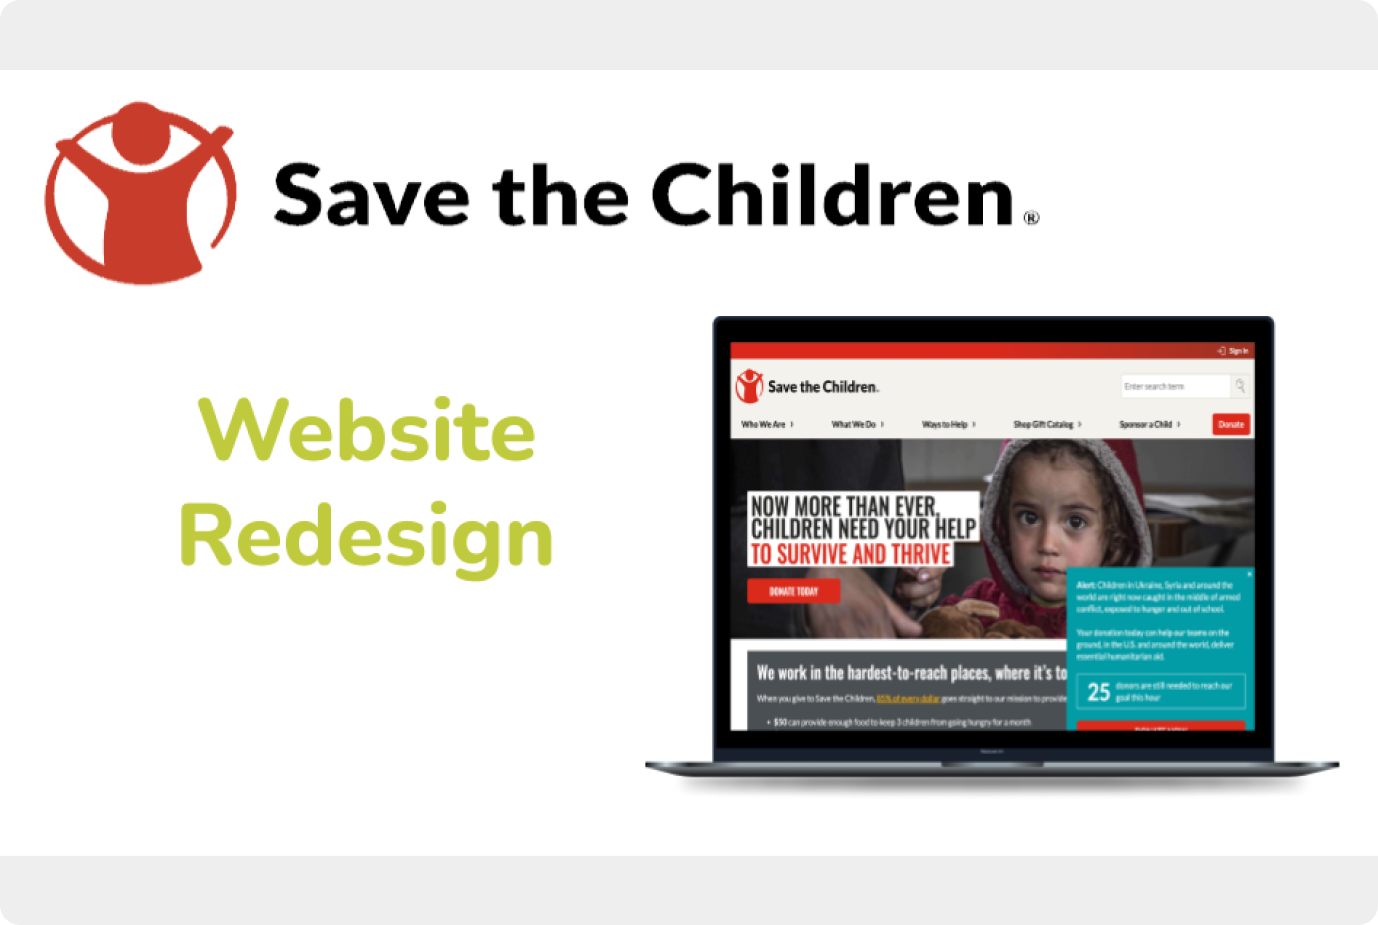 Save the Children®
Website
Redesign
Sign In
Save the Children.
Enter search term
Who We Are
What We Do
Ways to Help
Shop Gift Catalog
Sponsor a Child
Donate
NOW MORE THAN EVER,
CHILDREN NEED YOUR HELP
TO SURVIVE AND THRIVE
DONATE TODAY
Alert: Children in Ukraine, Syria and around the
world are right now caught in the middle of armed
conflict, exposed to hunger and out of school.
Your donation today can help our teams on the
ground, in the U.S. and around the world, deliver
essential humanitarian aid.
25 donors are still needed to reach our
goal this hour
We work in the hardest-to-reach places, where it's to
When you give to Save the Children, 85% of every dollar goes straight to our mission to provide
• $50 can provide enough food to keep 3 children from going hungry for a month